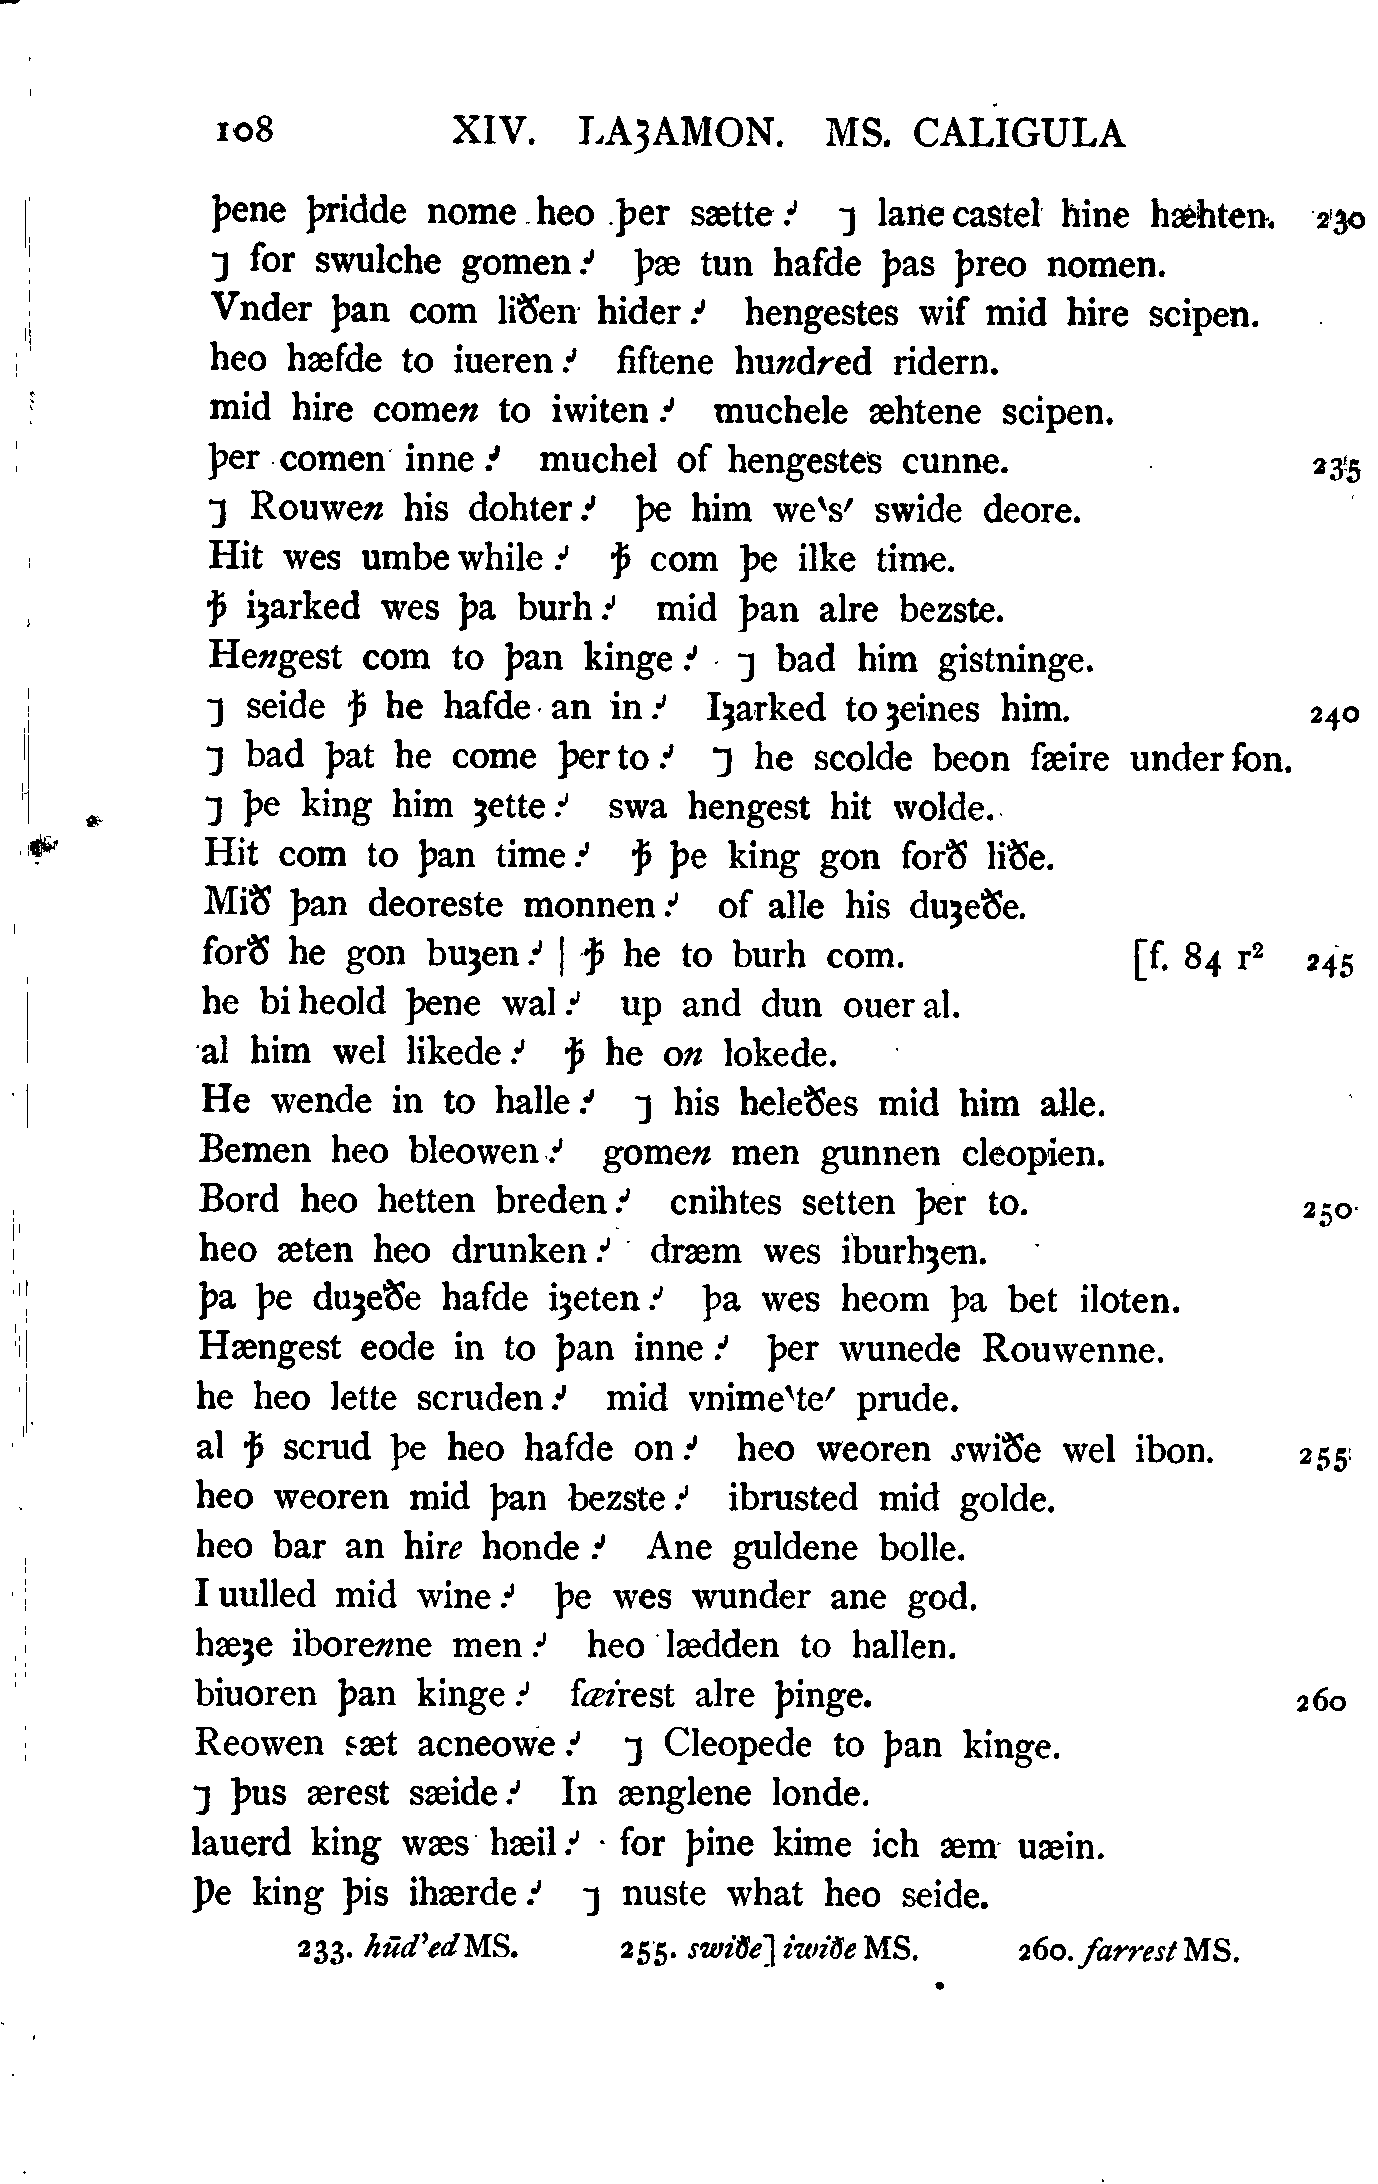 108 XIV. LAȜAMON. MS. CALIGULA
þene þridde nome heo þer sætte ⁊ lane castel hine hæhten. 230
⁊ for swulche gomen؛ þæ tun hafde þas þreo nomen.
Vnder þan com liðen hider؛ hengestes wif mid hire scipen.
heo hæfde to iueren؛ fiftene hundred ridern.
mid hire comen to iwiten؛ muchele æhtene scipen.
þer comen inne؛ muchel of hengestes cunne. 235
⁊ Rouwen his dohter؛ þe him we‵s′ swide deore.
Hit wes umbe while؛ ꝥ com þe ilke time.
ꝥ iȝarked wes þa burh؛ mid þan alre bezste.
Hengest com to þan kinge؛ ⁊ bad him gistninge.
⁊ seide ꝥ he hafde an in؛ Iȝarked to ȝeines him. 240
⁊ bad þat he come þer to؛ ⁊ he scolde beon fæire under fon.
⁊ þe king him ȝette؛ swa hengest hit wolde.
Hit com to þan time؛ ꝥ þe king gon forð liðe.
Mið þan deoreste monnen؛ of alle his duȝeðe.
forð he gon buȝen؛ | ꝥ he to burh com. [f. 84 r² 245
he bi heold þene wal؛ up and dun ouer al.
al him wel likede؛ ꝥ he on lokede.
He wende in to halle؛ ⁊ his heleðes mid him alle.
Bemen heo bleowen؛ gomen men gunnen cleopien.
Bord heo hetten breden؛ cnihtes setten þer to. 250
heo æten heo drunken؛ dræm wes iburhȝen.
þa þe duȝeðe hafde iȝeten؛ þa wes heom þa bet iloten.
Hængest eode in to þan inne؛ þer wunede Rouwenne.
he heo lette scruden؛ mid vnime‵te′ prude.
al ꝥ scrud þe heo hafde on؛ heo weoren swiðe wel ibon. 255
heo weoren mid þan bezste؛ ibrusted mid golde.
heo bar an hire honde؛ Ane guldene bolle.
I uulled mid wine؛ þe wes wunder ane god.
hæȝe iborenne men؛ heo lædden to hallen.
biuoren þan kinge؛ fæirest alre þinge. 260
Reowen sæt acneowe؛ ⁊ Cleopede to þan kinge.
⁊ þus ærest sæide؛ In ænglene londe.
lauerd king wæs hæil؛ for þine kime ich æm uæin.
Þe king þis ihærde؛ ⁊ nuste what heo seide.
233. hūd'ed MS. 255. swiðe] iwiðe MS. 260. farrest MS.